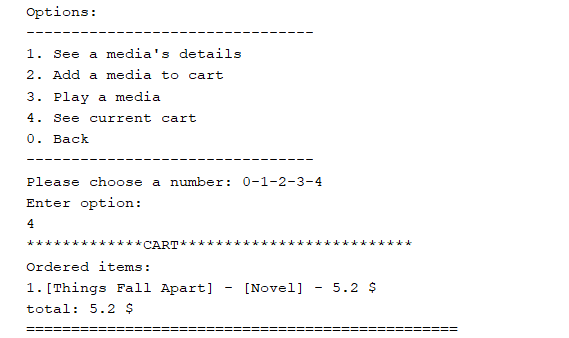 Options:
--------------------------------
1. See a media's details
2. Add a media to cart
3. Play a media
4. See current cart
0. Back
--------------------------------
Please choose a number: 0-1-2-3-4
Enter option:
4
*************CART**************************
Ordered items:
1.[Things Fall Apart] - [Novel] - 5.2 $
total: 5.2 $
================================================